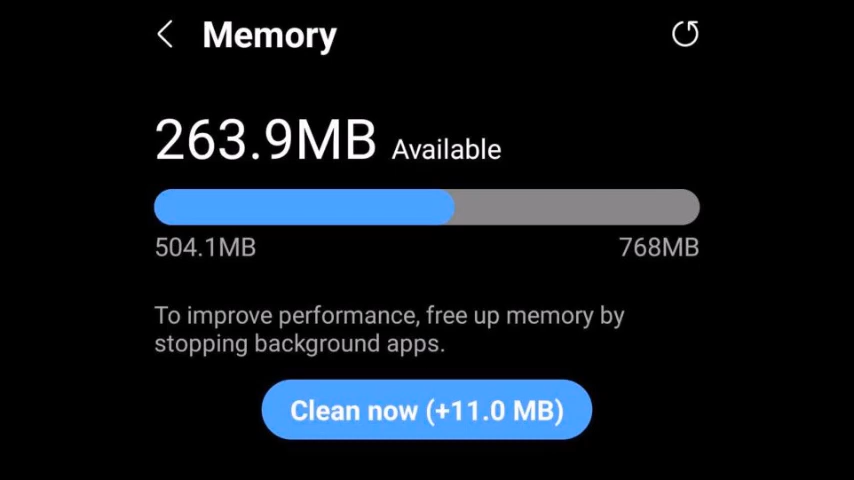 Memory
263.9MB Available
504.1MB 768MB
To improve performance, free up memory by
stopping background apps.
Clean now (+11.0 MB)